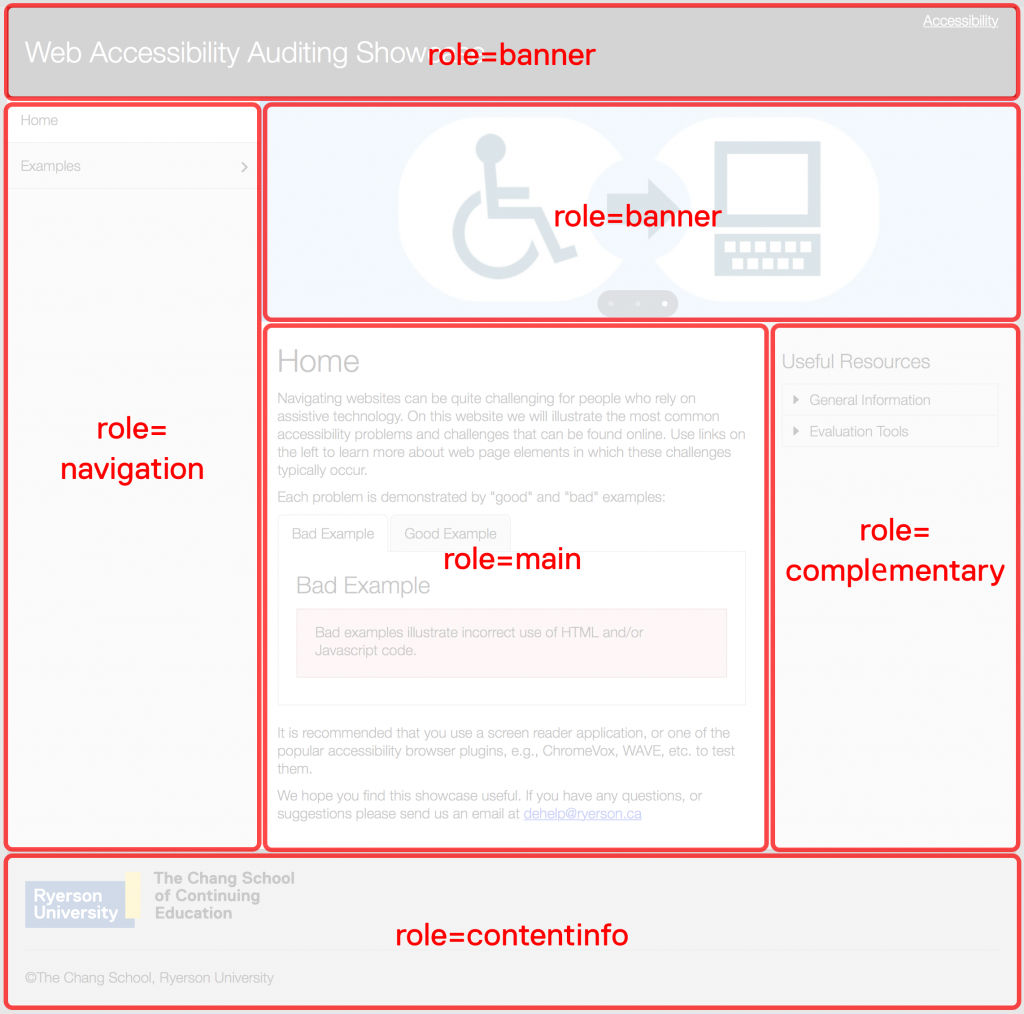 Accessibility
Web Accessibility Auditing Showcase
role=banner
Home
Examples
role=
navigation
role=banner
Home
Navigating websites can be quite challenging for people who rely on
assistive technology. On this website we will illustrate the most common
accessibility problems and challenges that can be found online. Use links on
the left to learn more about web page elements in which these challenges
typically occur.
Each problem is demonstrated by "good" and "bad" examples:
Bad Example
Good Example
role=main
Bad Example
Bad examples illustrate incorrect use of HTML and/or
Javascript code.
It is recommended that you use a screen reader application, or one of the
popular accessibility browser plugins, e.g., ChromeVox, WAVE, etc. to test
them.
We hope you find this showcase useful. If you have any questions, or
suggestions please send us an email at dehelp@ryerson.ca
Useful Resources
General Information
Evaluation Tools
role=
complementary
Ryerson
University
The Chang School
of Continuing
Education
role=contentinfo
©The Chang School, Ryerson University